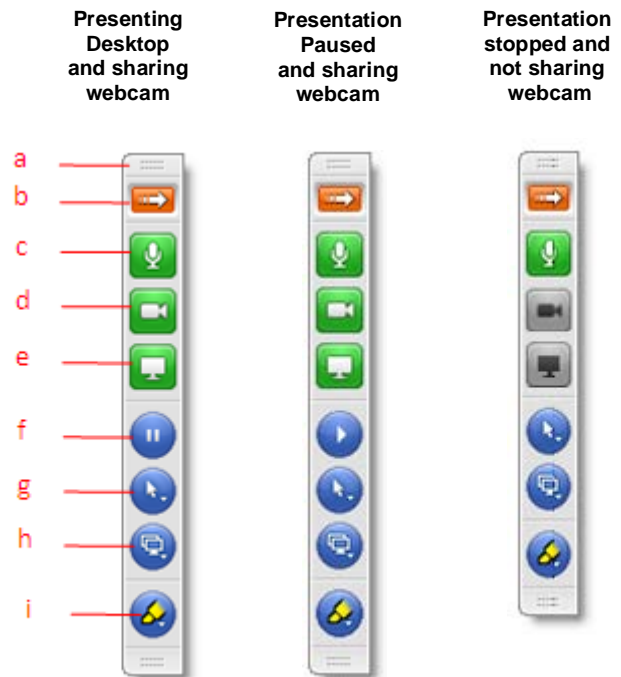 Presenting
Desktop
and sharing
webcam
Presentation
Paused
and sharing
webcam
Presentation
stopped and
not sharing
webcam
a
b
c
d
e
f
g
h
i